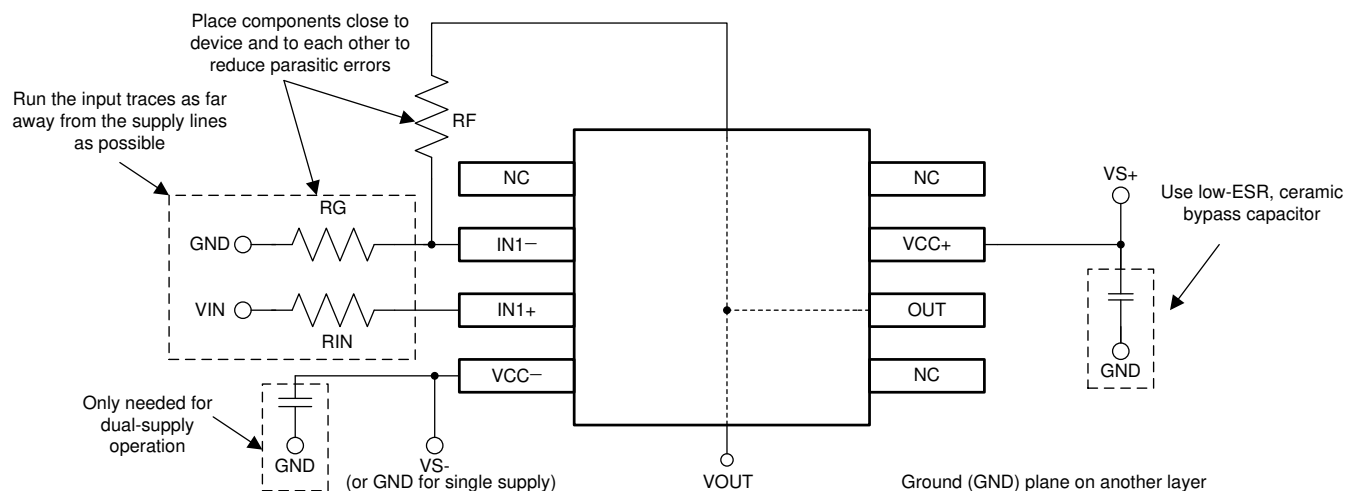 Place components close to
device and to each other to
reduce parasitic errors
Run the input traces as far
away from the supply lines
as possible
RF
NC
NC
VS+
Use low-ESR, ceramic
bypass capacitor
RG
GND
IN1−
VCC+
VIN
IN1+
OUT
RIN
VCC−
NC
GND
Only needed for
dual-supply
operation
GND
VS-
(or GND for single supply)
VOUT
Ground (GND) plane on another layer